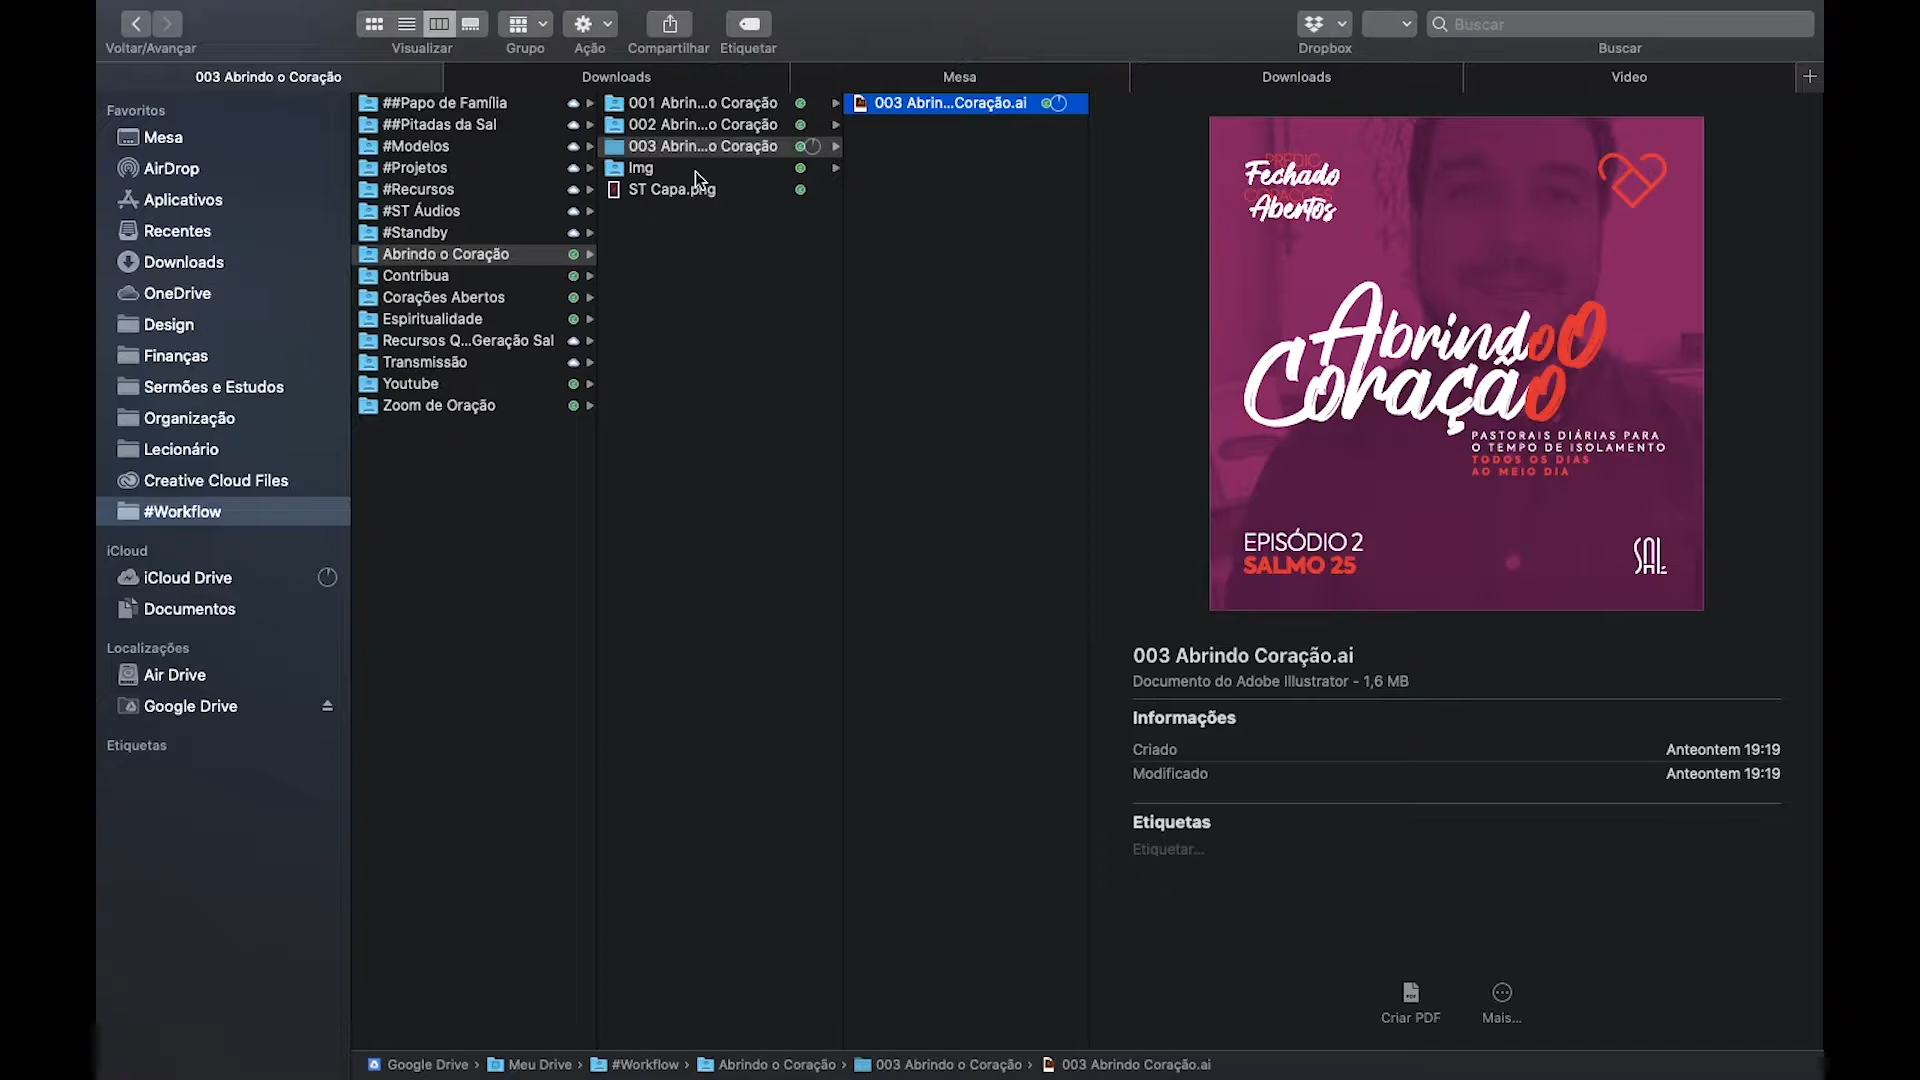 Voltar/Avançar
Visualizar
Grupo
Ação
Compartilhar
Etiquetar
Dropbox
Buscar
Buscar
003 Abrindo o Coração
Downloads
Mesa
Downloads
Video
Favoritos
Mesa
AirDrop
Aplicativos
Recentes
Downloads
OneDrive
Design
Finanças
Sermões e Estudos
Organização
Lecionário
Creative Cloud Files
#Workflow
iCloud
iCloud Drive
Documentos
Localizações
Air Drive
Google Drive
Etiquetas
##Papo de Família
##Pitadas da Sal
#Modelos
#Projetos
#Recursos
#ST Áudios
#Standby
Abrindo o Coração
Contribua
Corações Abertos
Espiritualidade
Recursos Q...Geração Sal
Transmissão
Youtube
Zoom de Oração
001 Abrin...o Coração
002 Abrin...o Coração
003 Abrin...o Coração
Img
ST Capa.png
003 Abrin...Coração.ai
PRÉDIO
Fechado
CORAÇÕES
Abertos
Abrindo O
Coração
PASTORAIS DIÁRIAS PARA
O TEMPO DE ISOLAMENTO
TODOS OS DIAS
AO MEIO DIA
EPISÓDIO 2
SALMO 25
SAL
003 Abrindo Coração.ai
Documento do Adobe Illustrator - 1,6 MB
Informações
Criado Anteontem 19:19
Modificado Anteontem 19:19
Etiquetas
Etiquetar...
Criar PDF
Mais...
Google Drive › Meu Drive › #Workflow › Abrindo o Coração › 003 Abrindo o Coração › 003 Abrindo Coração.ai